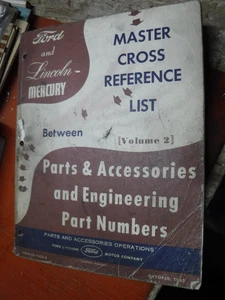 Ford
and
Lincoln-
MERCURY
MASTER
CROSS
REFERENCE
LIST
Between
[Volume 2]
Parts & Accessories
and Engineering
Part Numbers
PARTS AND ACCESSORIES OPERATIONS
Ford
MOTOR COMPANY